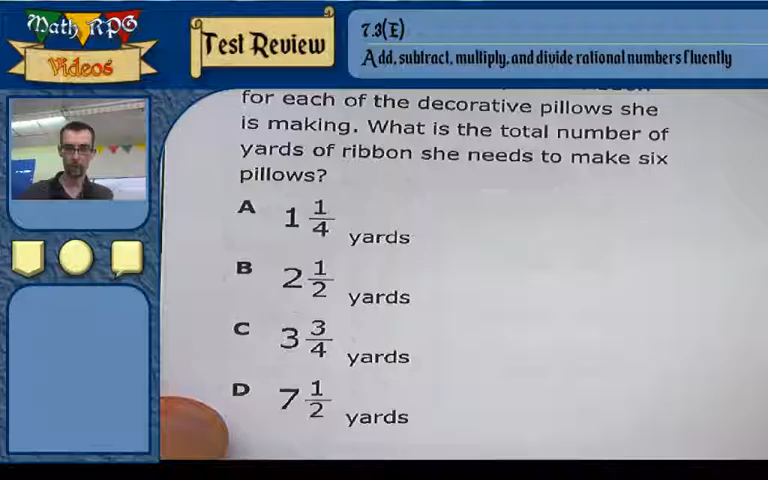 Math RPG
Videos
Test Review
7.3(E)
Add, subtract, multiply, and divide rational numbers fluently
for each of the decorative pillows she
is making. What is the total number of
yards of ribbon she needs to make six
pillows?
A 1 1/4 yards
B 2 1/2 yards
C 3 3/4 yards
D 7 1/2 yards